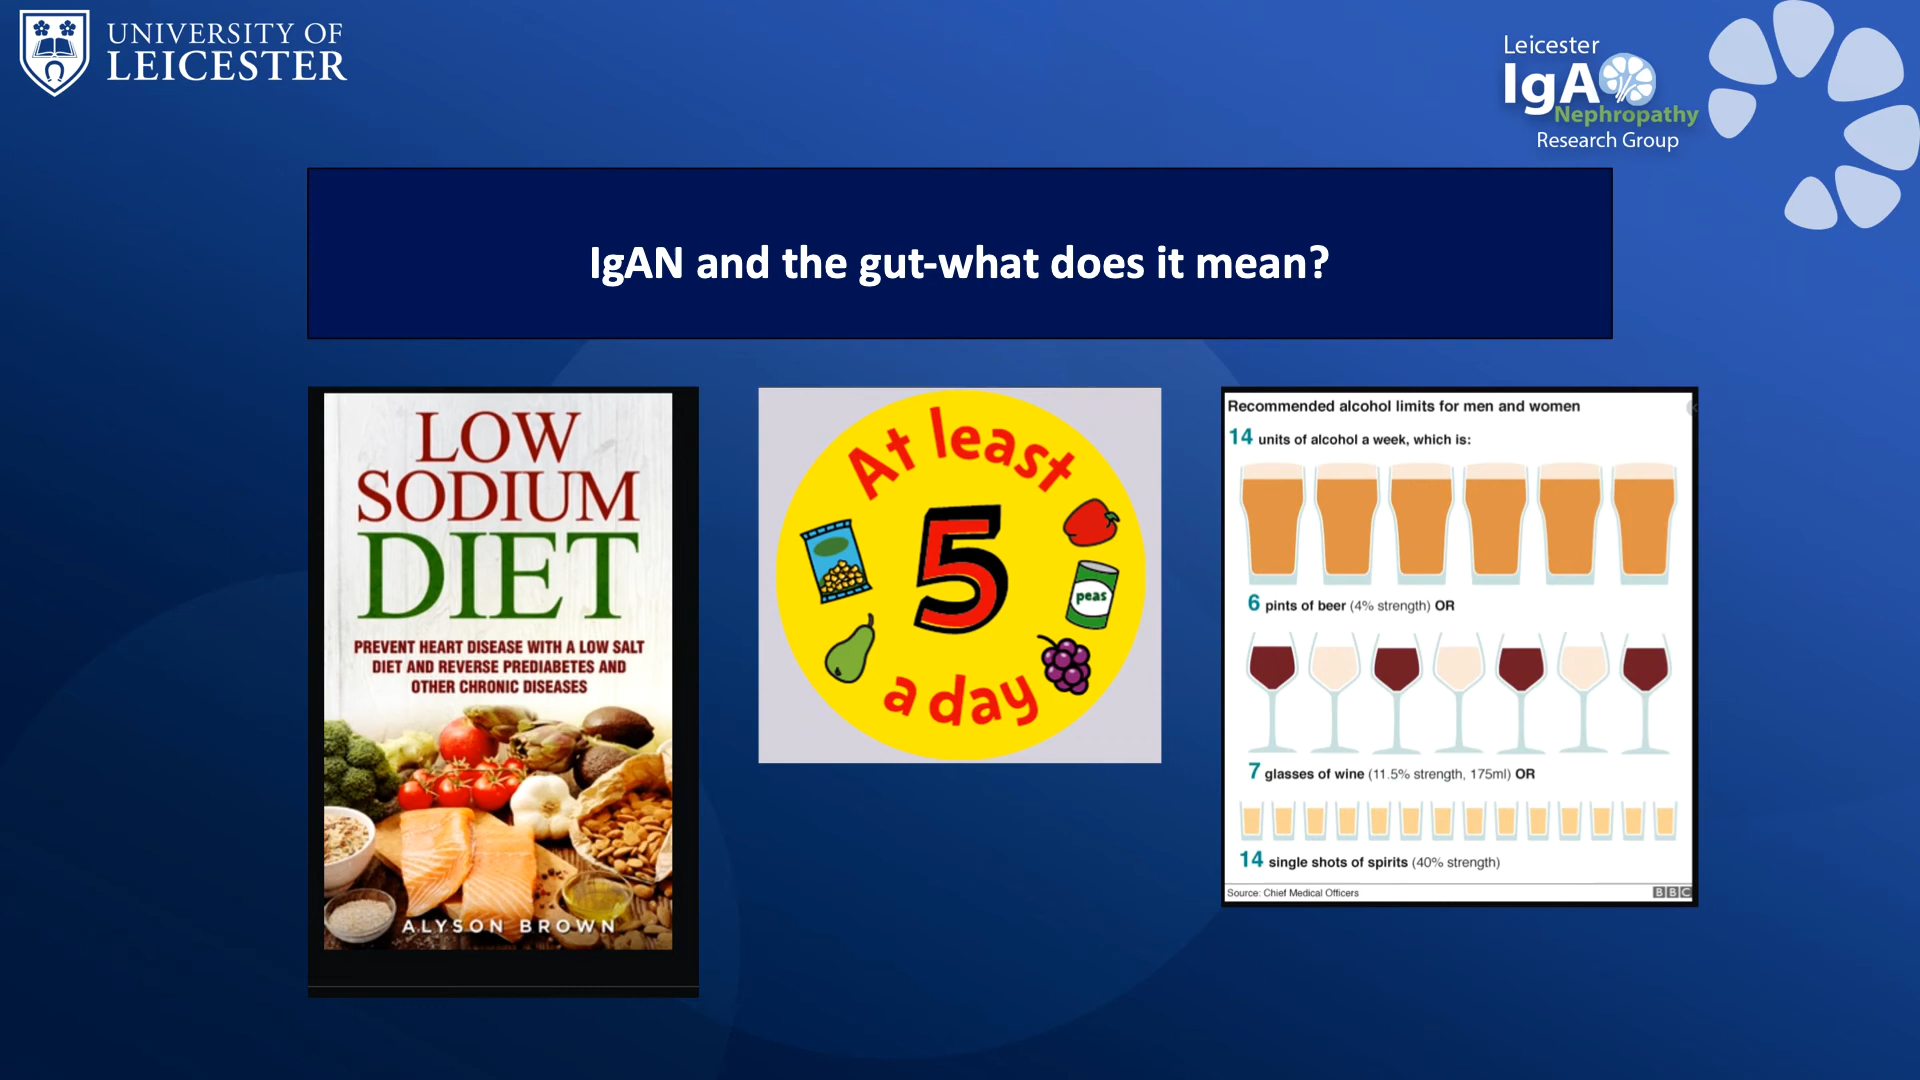 UNIVERSITY OF
LEICESTER
Leicester
IgA
Nephropathy
Research Group
IgAN and the gut-what does it mean?
LOW
SODIUM
DIET
PREVENT HEART DISEASE WITH A LOW SALT
DIET AND REVERSE PREDIABETES AND
OTHER CHRONIC DISEASES
ALYSON BROWN
At least
5
peas
a day
Recommended alcohol limits for men and women
14 units of alcohol a week, which is:
6 pints of beer (4% strength) OR
7 glasses of wine (11.5% strength, 175ml) OR
14 single shots of spirits (40% strength)
Source: Chief Medical Officers
BBC